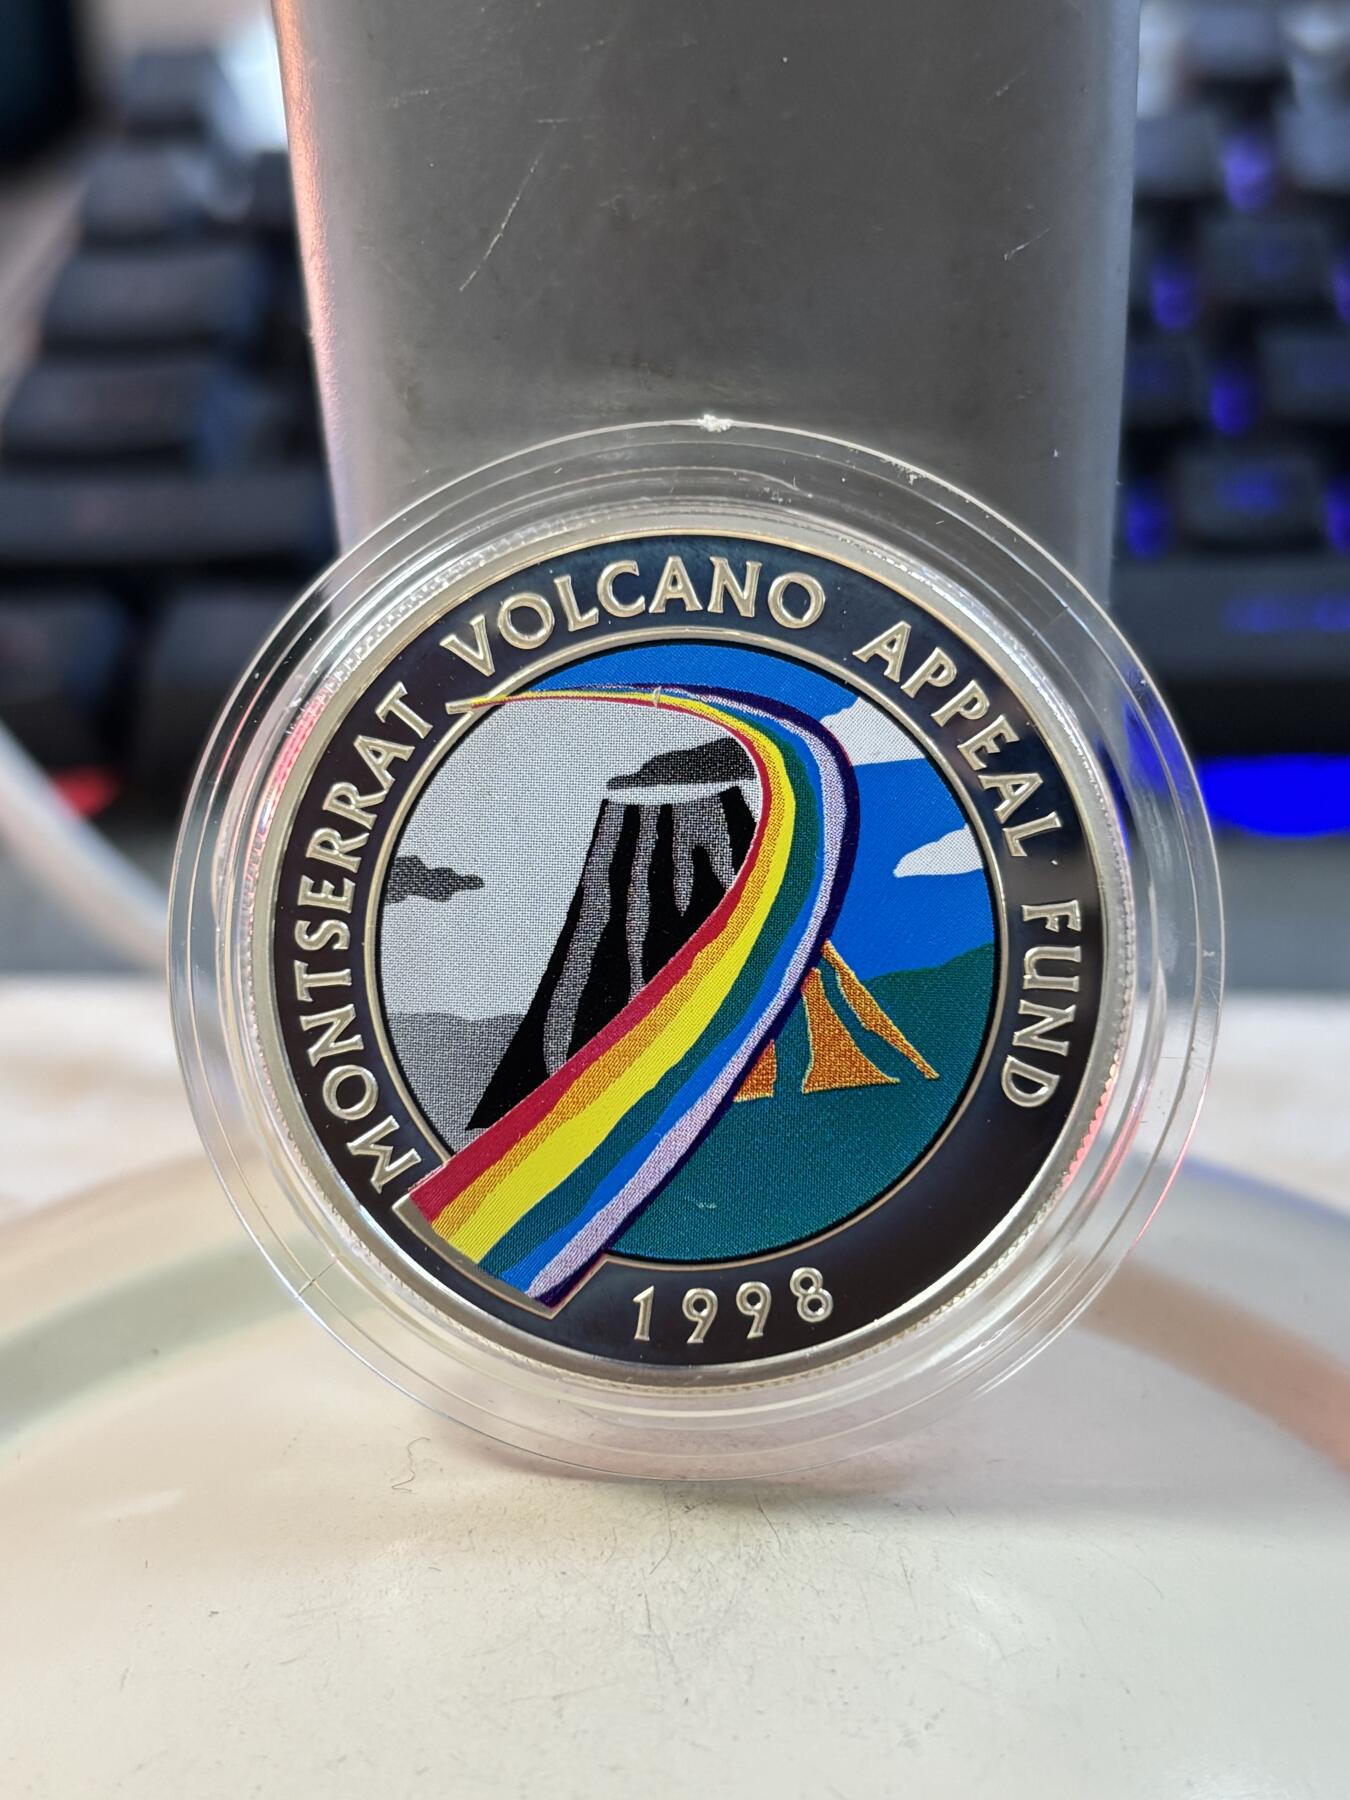 MONTSERRAT VOLCANO APPEAL FUND
1998